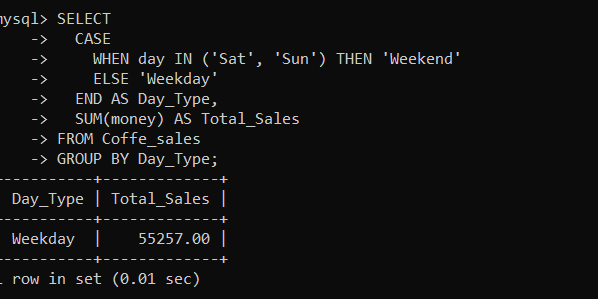 mysql> SELECT
    ->   CASE
    ->     WHEN day IN ('Sat', 'Sun') THEN 'Weekend'
    ->     ELSE 'Weekday'
    ->   END AS Day_Type,
    ->   SUM(money) AS Total_Sales
    -> FROM Coffe_sales
    -> GROUP BY Day_Type;
-----------+-------------+
 Day_Type | Total_Sales |
-----------+-------------+
 Weekday  |    55257.00 |
-----------+-------------+
row in set (0.01 sec)